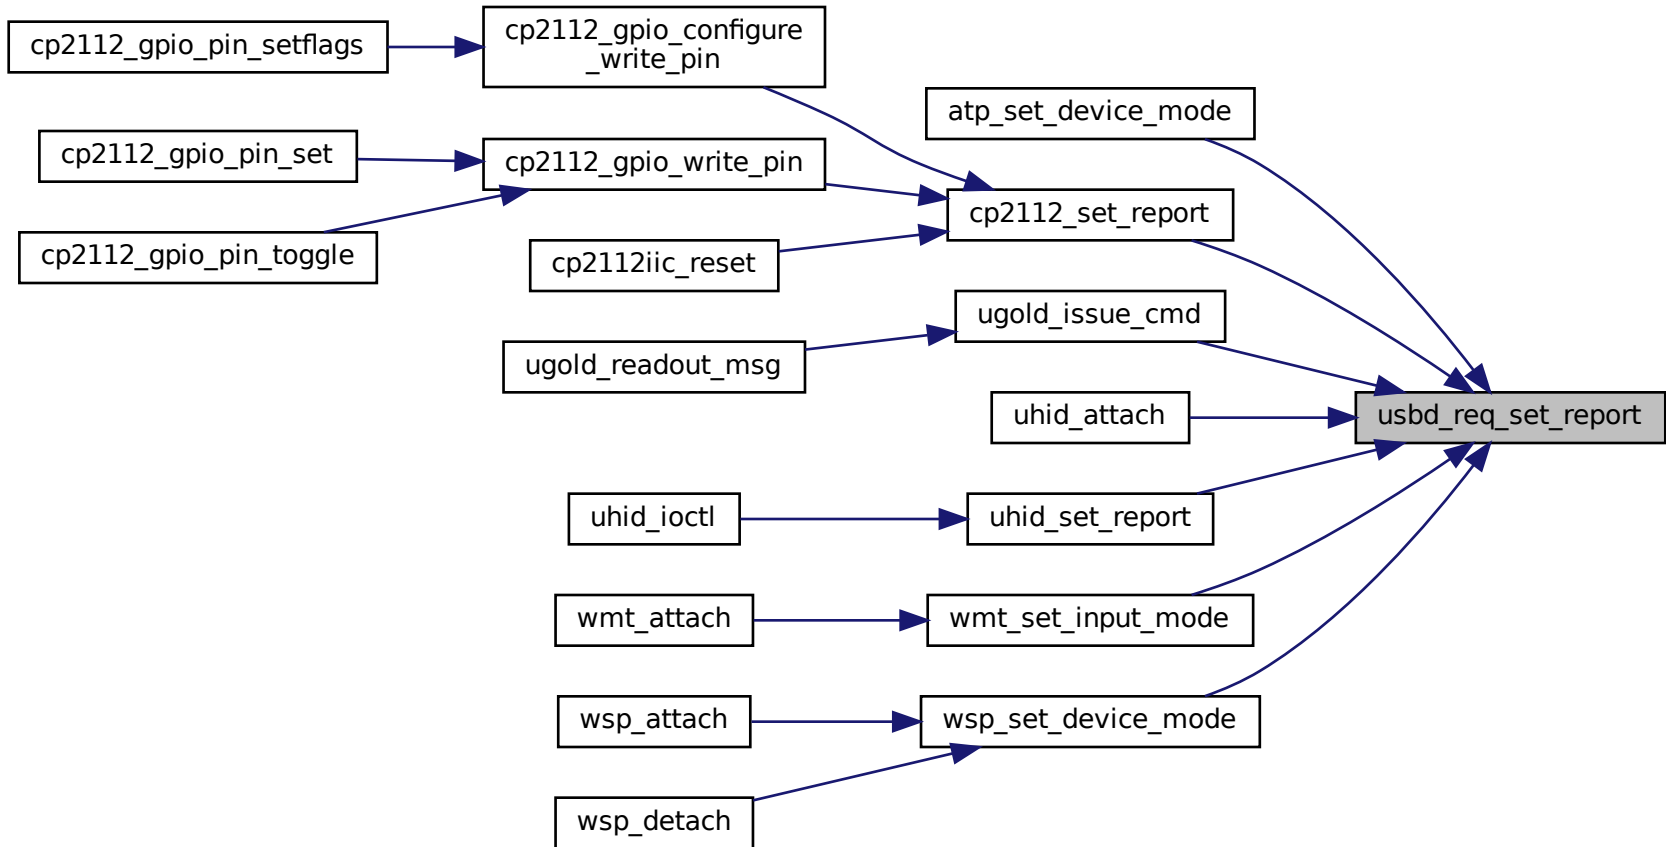 cp2112_gpio_pin_setflags
cp2112_gpio_configure
_write_pin
atp_set_device_mode
cp2112_gpio_pin_set
cp2112_gpio_write_pin
cp2112_set_report
cp2112_gpio_pin_toggle
cp2112iic_reset
ugold_issue_cmd
ugold_readout_msg
uhid_attach
usbd_req_set_report
uhid_ioctl
uhid_set_report
wmt_attach
wmt_set_input_mode
wsp_attach
wsp_set_device_mode
wsp_detach